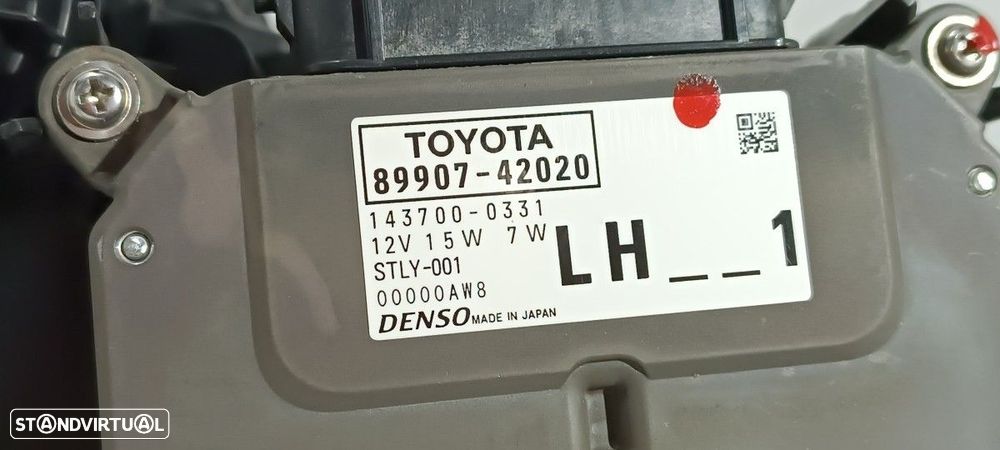 TOYOTA
89907-42020
143700-0331
12V 15W 7W
STLY-001
00000AW8
DENSO MADE IN JAPAN
LH__1
STANDVIRTUAL